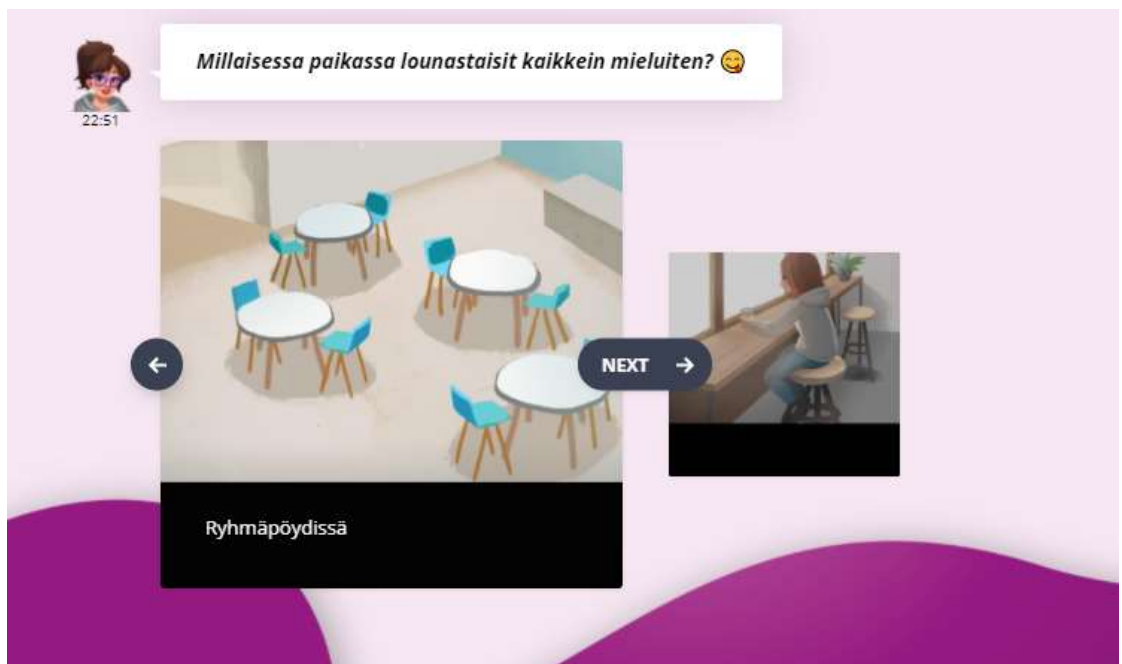 Millaisessa paikassa lounastaisit kaikkein mieluiten? 😋
22:51
NEXT
Ryhmäpöydissä